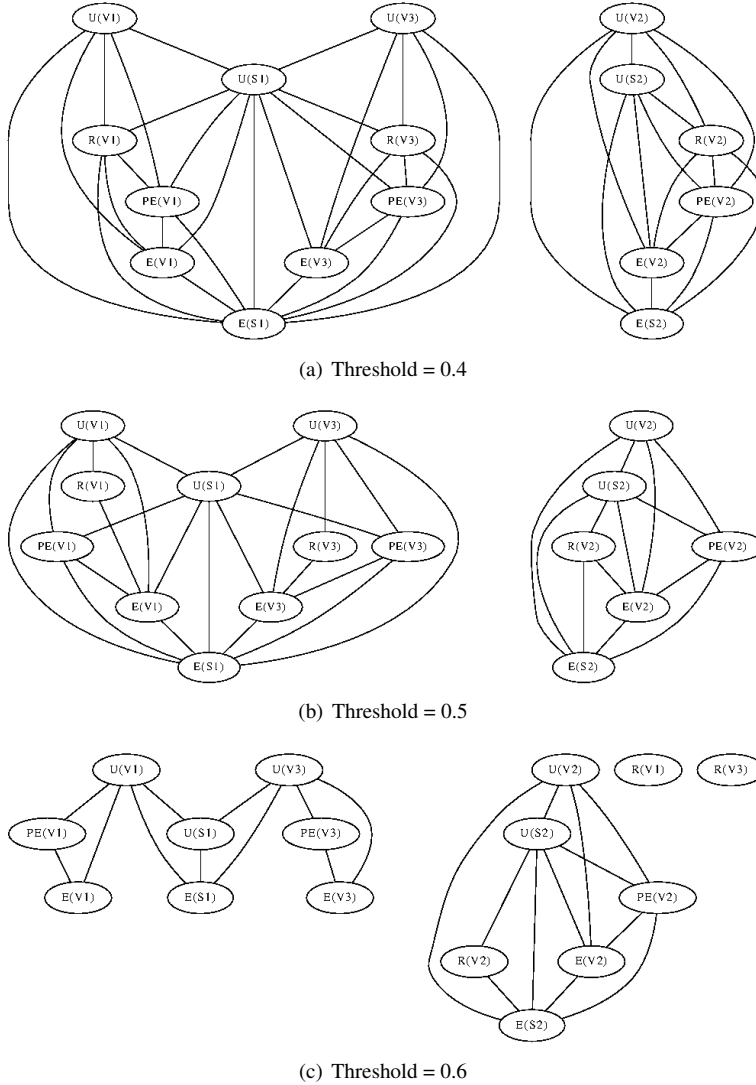 U(V1) U(V3) U(V2)
U(S1) U(S2)
R(V1) R(V3) R(V2)
PE(V1) PE(V3) PE(V2)
E(V1) E(V3) E(V2)
E(S1) E(S2)
(a) Threshold = 0.4
U(V1) U(V3) U(V2)
R(V1) U(S1) U(S2)
PE(V1) R(V3) PE(V3) R(V2) PE(V2)
E(V1) E(V3) E(V2)
E(S1) E(S2)
(b) Threshold = 0.5
U(V1) U(V3) U(V2) R(V1) R(V3)
PE(V1) U(S1) PE(V3) U(S2)
E(V1) E(S1) E(V3) PE(V2)
R(V2) E(V2)
E(S2)
(c) Threshold = 0.6